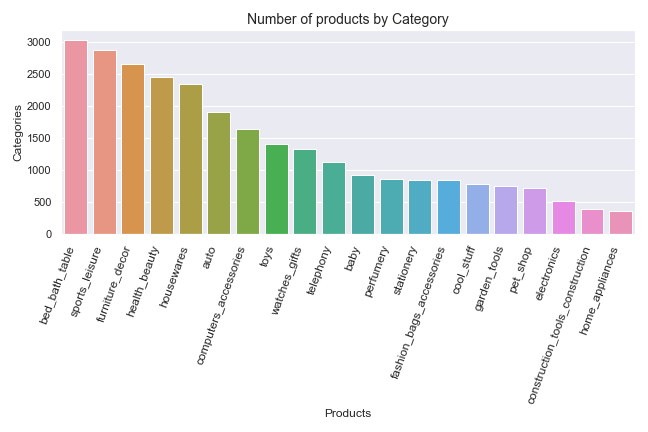 Number of products by Category
Categories
3000
2500
2000
1500
1000
500
0
bed_bath_table
sports_leisure
furniture_decor
health_beauty
housewares
auto
computers_accessories
toys
watches_gifts
telephony
baby
perfumery
stationery
fashion_bags_accessories
cool_stuff
garden_tools
pet_shop
electronics
construction_tools_construction
home_appliances
Products